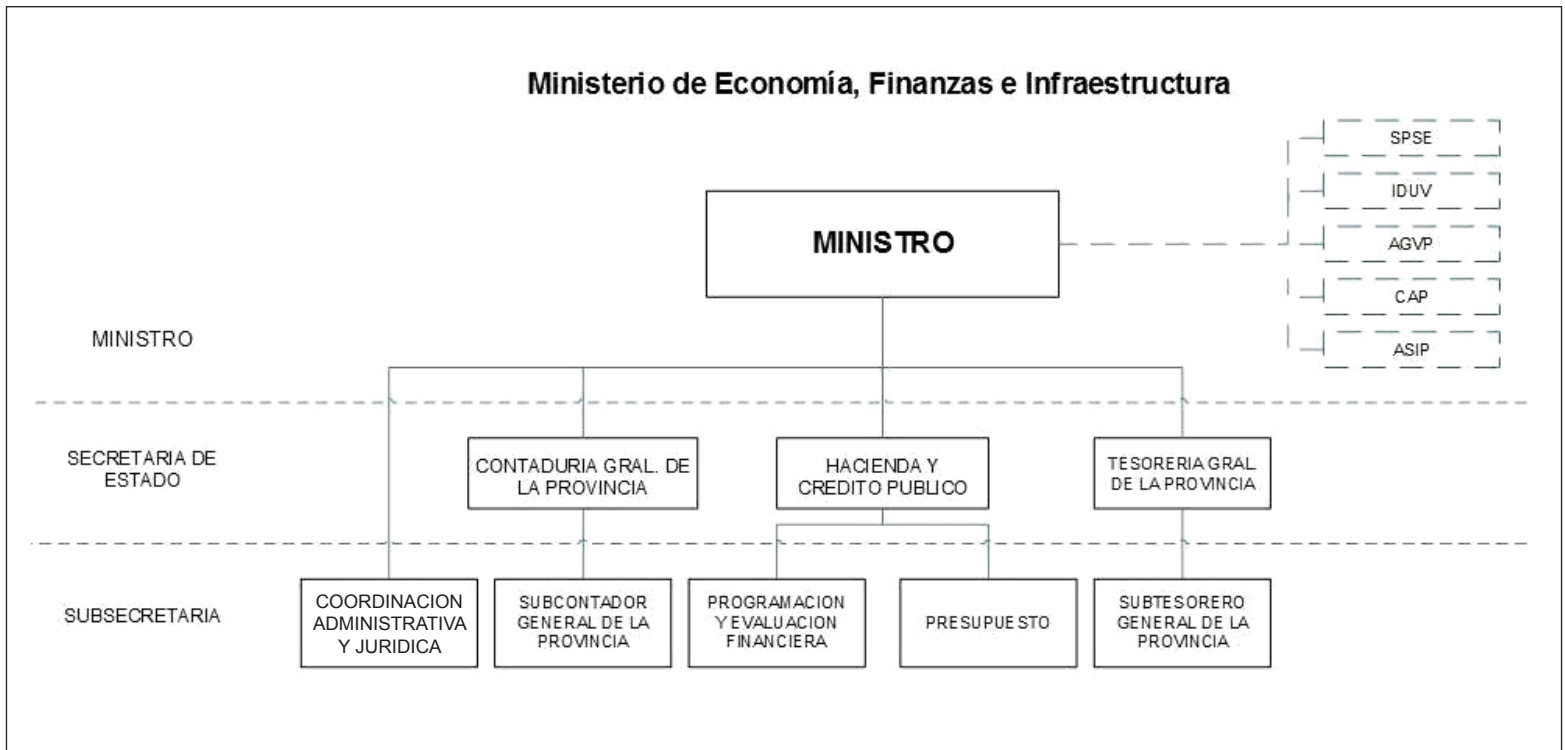 Ministerio de Economía, Finanzas e Infraestructura
SPSE
IDUV
AGVP
CAP
ASIP
MINISTRO
MINISTRO
SECRETARIA DE
ESTADO
CONTADURIA GRAL. DE
LA PROVINCIA
HACIENDA Y
CREDITO PUBLICO
TESORERIA GRAL
DE LA PROVINCIA
SUBSECRETARIA
COORDINACION
ADMINISTRATIVA
Y JURIDICA
SUBCONTADOR
GENERAL DE LA
PROVINCIA
PROGRAMACION
Y EVALUACION
FINANCIERA
PRESUPUESTO
SUBTESORERO
GENERAL DE LA
PROVINCIA